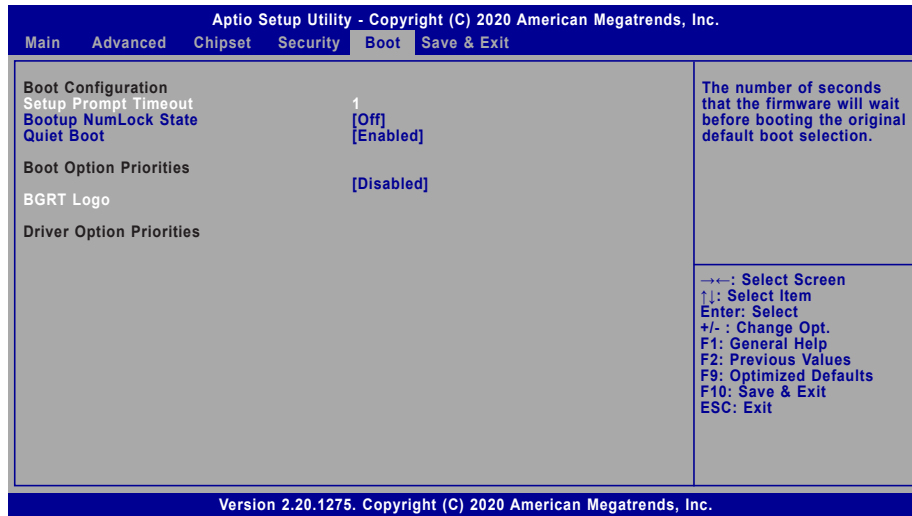 Aptio Setup Utility - Copyright (C) 2020 American Megatrends, Inc.
Main Advanced Chipset Security Boot Save & Exit
Boot Configuration
Setup Prompt Timeout 1
Bootup NumLock State [Off]
Quiet Boot [Enabled]
Boot Option Priorities
[Disabled]
BGRT Logo
Driver Option Priorities
The number of seconds
that the firmware will wait
before booting the original
default boot selection.
→←: Select Screen
↑↓: Select Item
Enter: Select
+/- : Change Opt.
F1: General Help
F2: Previous Values
F9: Optimized Defaults
F10: Save & Exit
ESC: Exit
Version 2.20.1275. Copyright (C) 2020 American Megatrends, Inc.